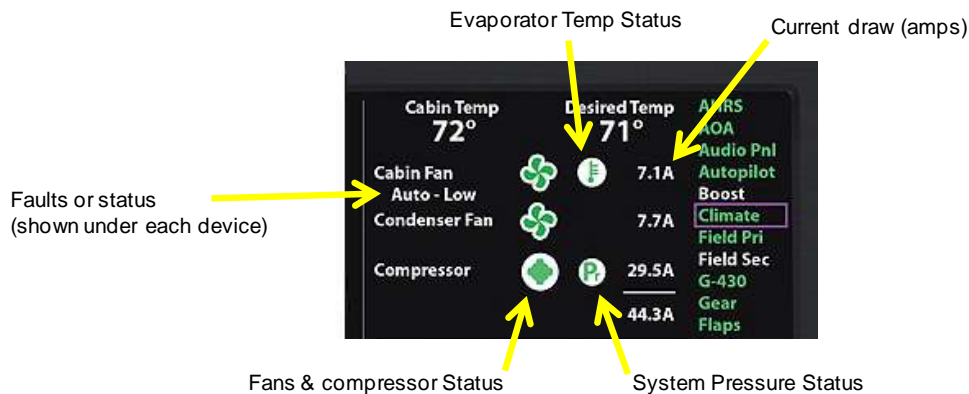 Evaporator Temp Status
Current draw (amps)
Cabin Temp
72°
Desired Temp
71°
AHRS
AOA
Audio Pnl
Cabin Fan
7.1A
Autopilot
Auto - Low
Boost
Faults or status
(shown under each device)
Condenser Fan
7.7A
Climate
Field Pri
Compressor
Pr
29.5A
Field Sec
G-430
44.3A
Gear
Flaps
Fans & compressor Status
System Pressure Status